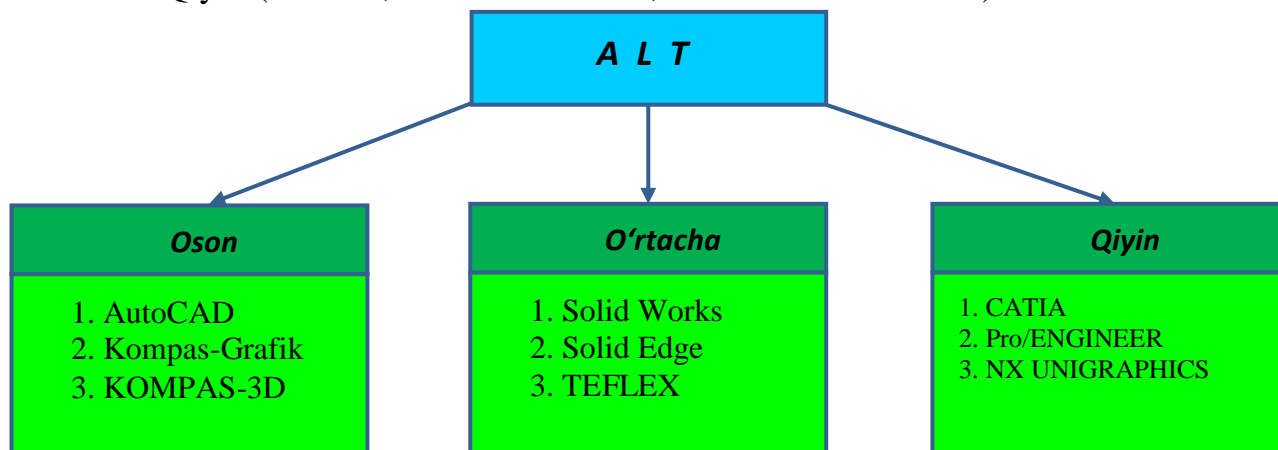 A L T
Oson
1. AutoCAD
2. Kompas-Grafik
3. KOMPAS-3D
O‘rtacha
1. Solid Works
2. Solid Edge
3. TEFLEX
Qiyin
1. CATIA
2. Pro/ENGINEER
3. NX UNIGRAPHICS